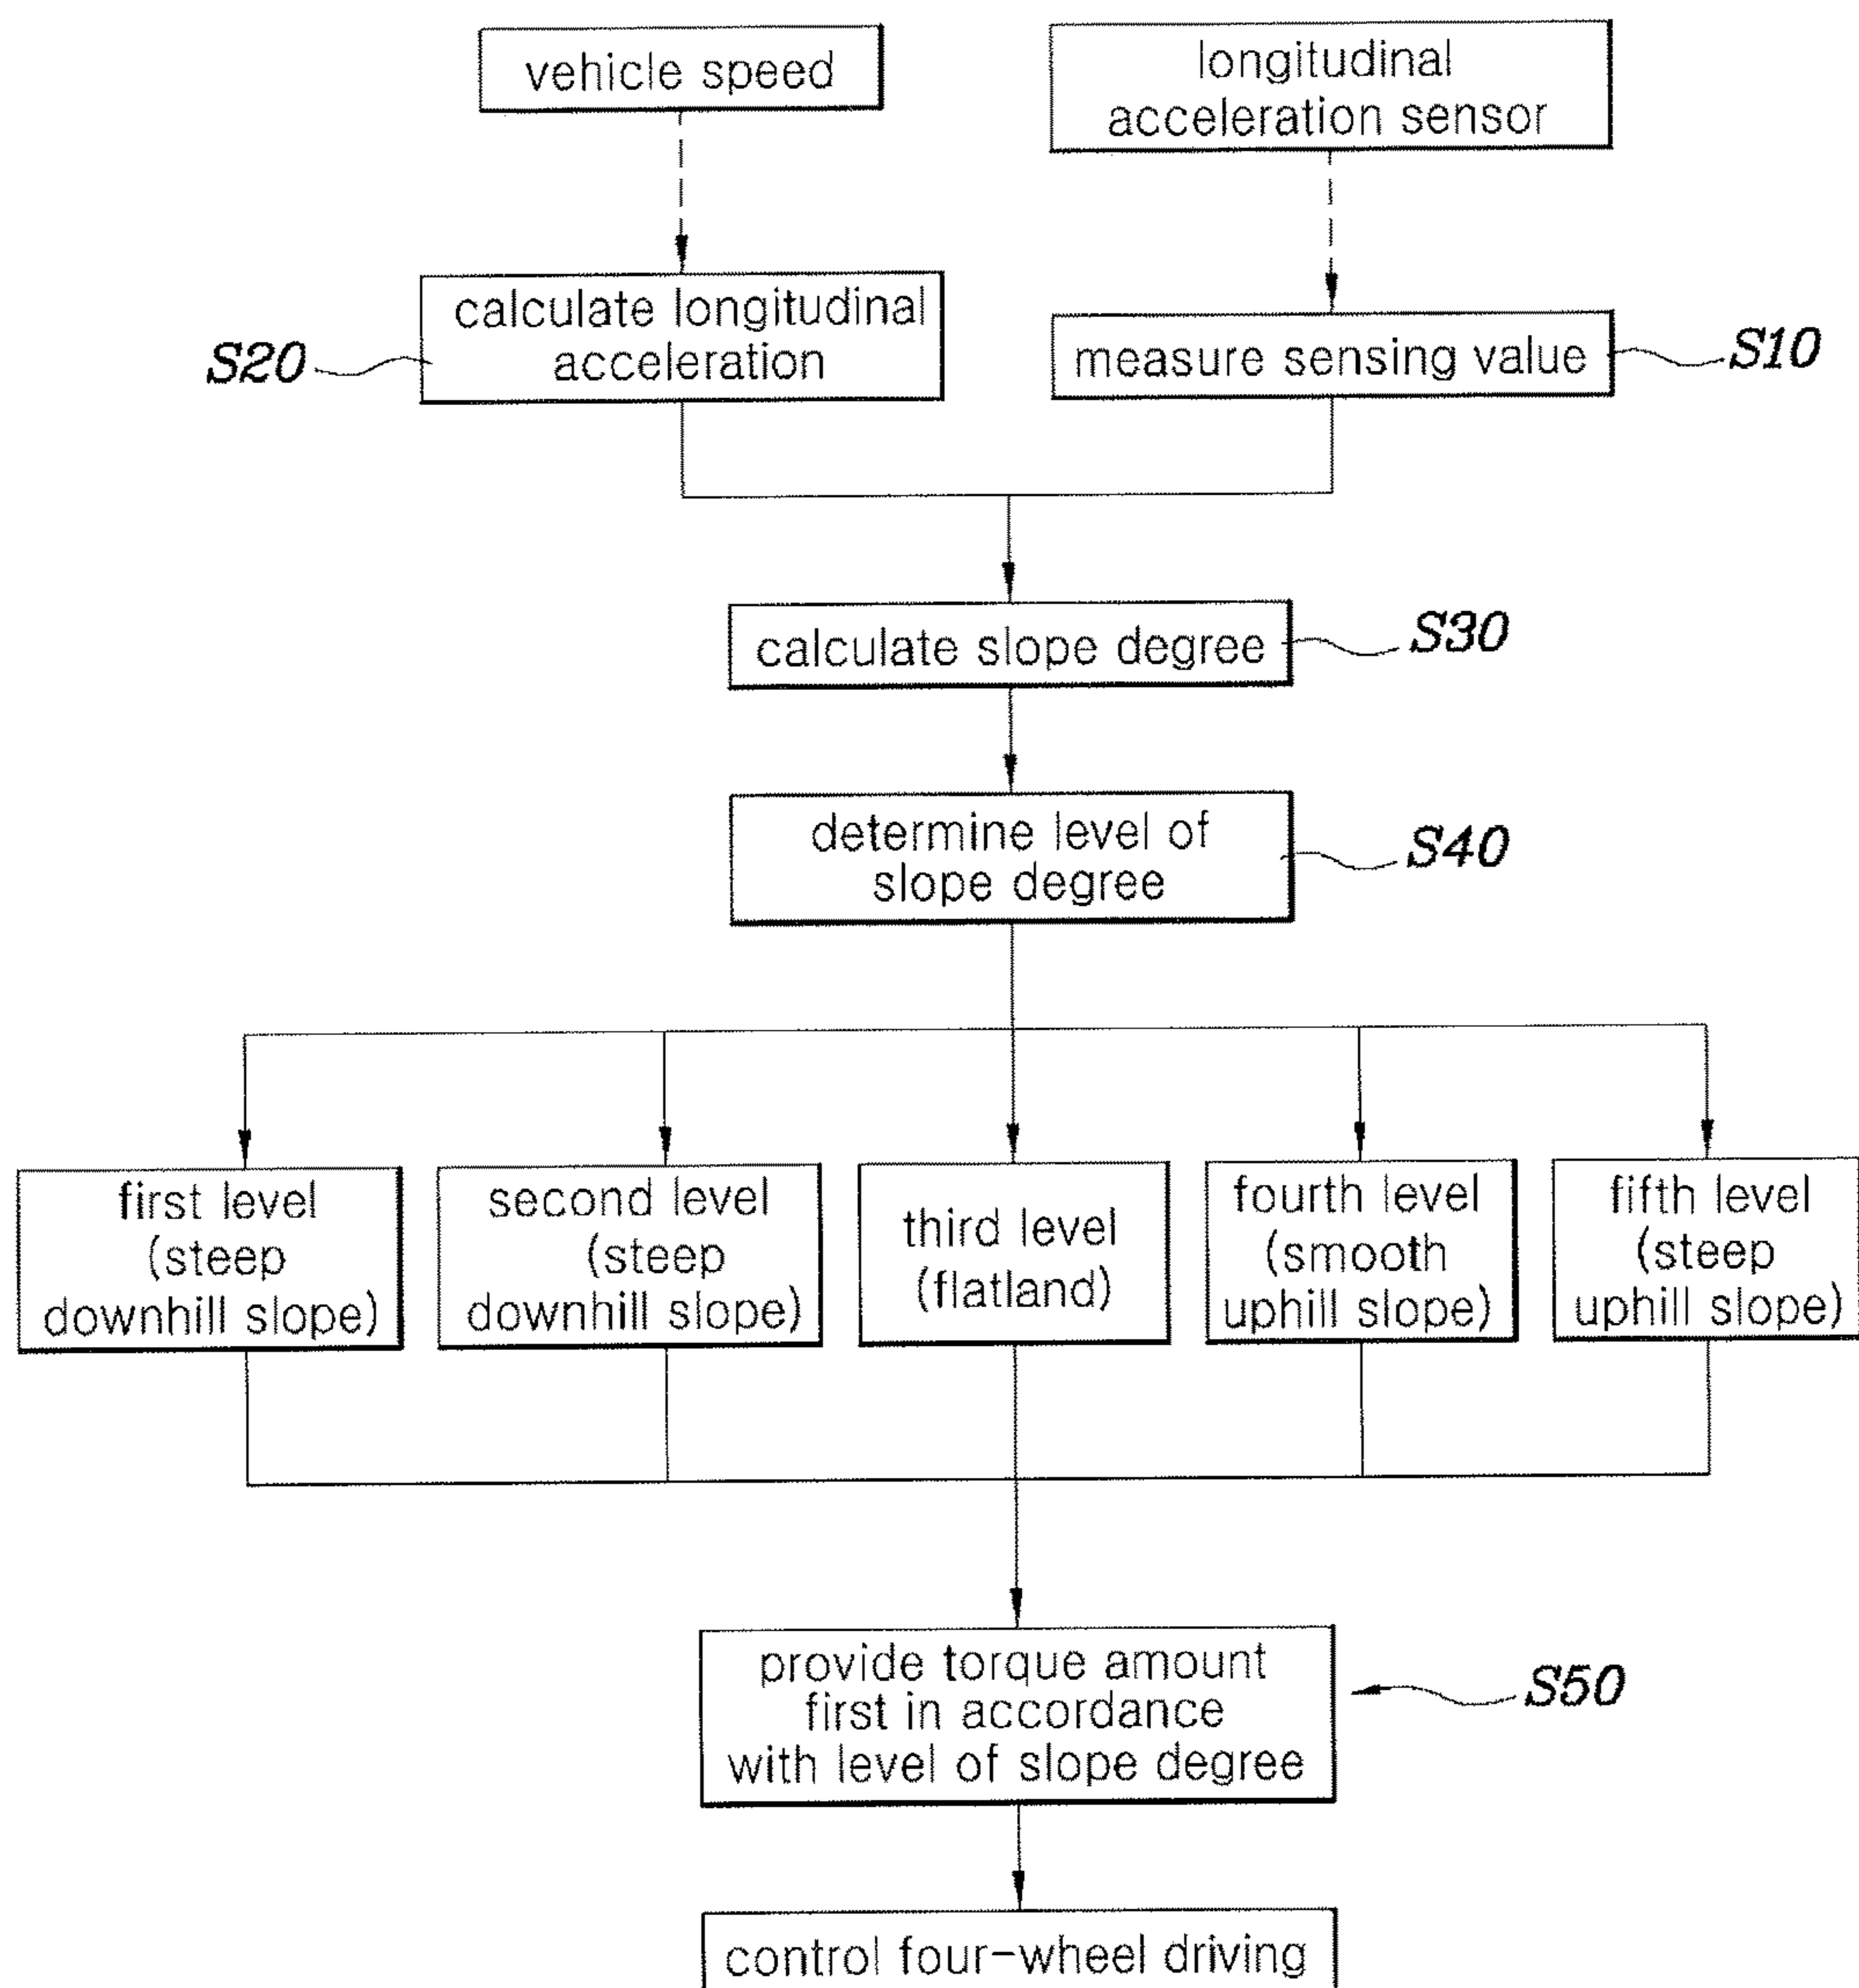 vehicle speed
longitudinal
acceleration sensor
calculate longitudinal
acceleration
S20
measure sensing value
S10
calculate slope degree
S30
determine level of
slope degree
S40
first level
(steep
downhill slope)
second level
(steep
downhill slope)
third level
(flatland)
fourth level
(smooth
uphill slope)
fifth level
(steep
uphill slope)
provide torque amount
first in accordance
with level of slope degree
S50
control four-wheel driving